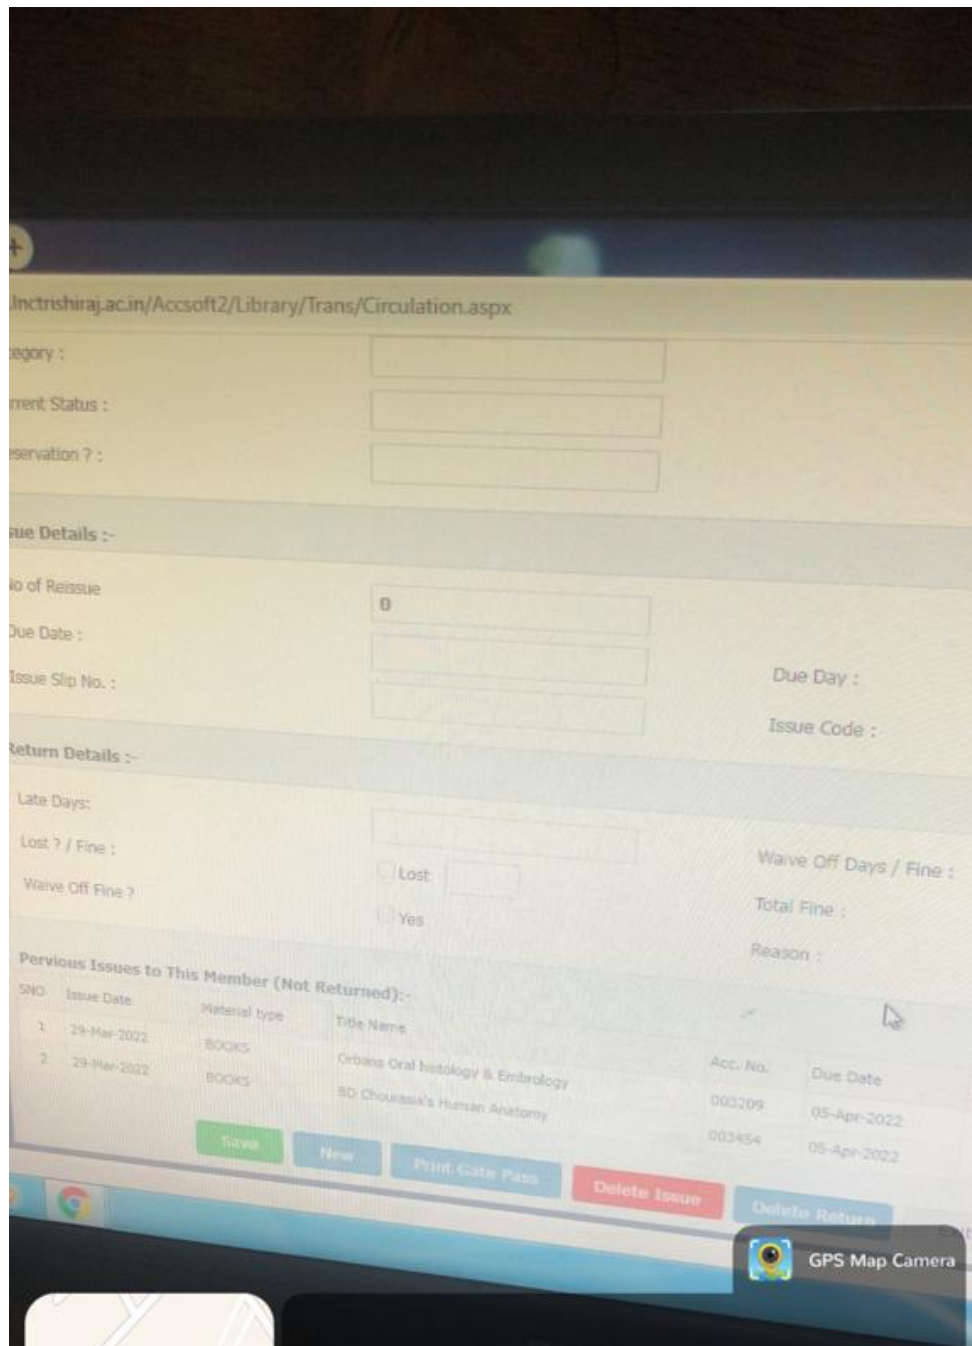 +
.lnctrishiraj.ac.in/Accsoft2/Library/Trans/Circulation.aspx
tegory :
rrent Status :
eservation ? :
sue Details :-
No of Reissue 0
Due Date : Due Day :
Issue Slip No. : Issue Code :
Return Details :-
Late Days: Waive Off Days / Fine :
Lost ? / Fine : Lost Total Fine :
Waive Off Fine ? Yes Reason :
Pervious Issues to This Member (Not Returned):-
SNO Issue Date Material type Title Name Acc. No. Due Date
1 29-Mar-2022 BOOKS Orbans Oral histology & Embrology 003209 05-Apr-2022
2 29-Mar-2022 BOOKS BD Chourasia's Human Anatomy 003454 05-Apr-2022
Save New Print Gate Pass Delete Issue Delete Return
GPS Map Camera